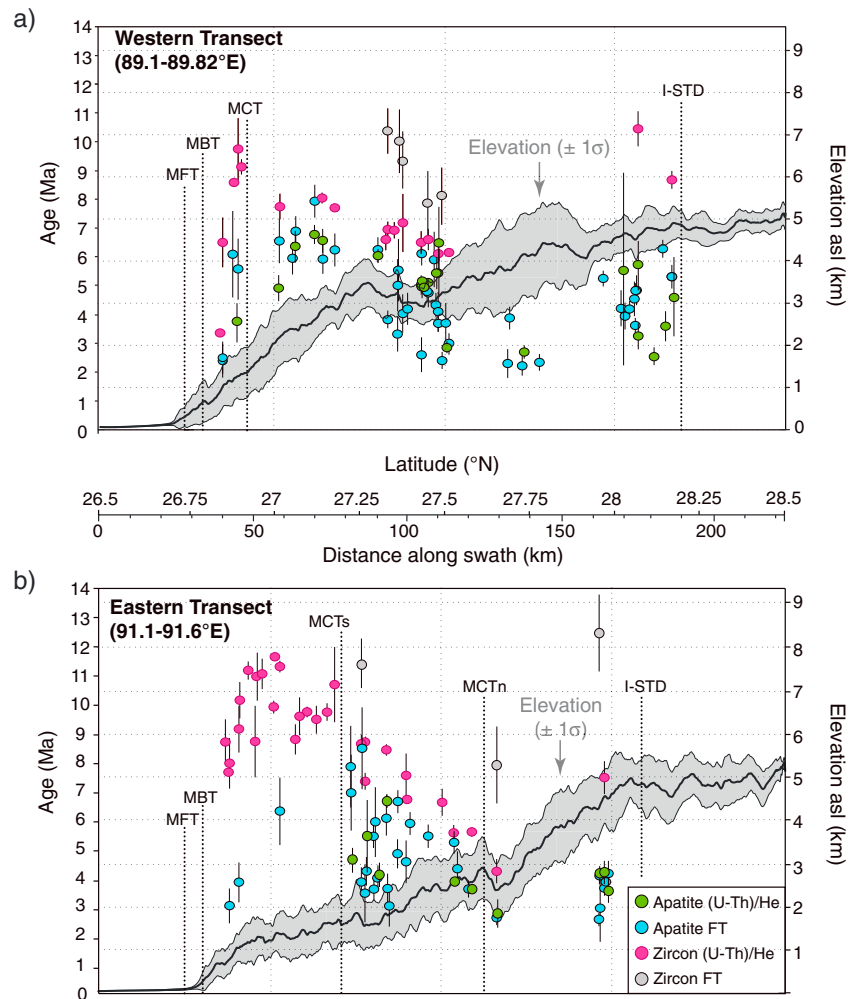 a)
Western Transect
(89.1-89.82°E)
14
13
12
11
10
9
8
7
6
5
4
3
2
1
0
Age (Ma)
MFT
MBT
MCT
I-STD
Elevation (± 1σ)
9
8
7
6
5
4
3
2
1
0
Elevation asl (km)
Latitude (°N)
26.5 26.75 27 27.25 27.5 27.75 28 28.25 28.5
0 50 100 150 200
Distance along swath (km)
b)
Eastern Transect
(91.1-91.6°E)
14
13
12
11
10
9
8
7
6
5
4
3
2
1
0
Age (Ma)
MFT
MBT
MCTs
MCTn
I-STD
Elevation
(± 1σ)
9
8
7
6
5
4
3
2
1
0
Elevation asl (km)
Apatite (U-Th)/He
Apatite FT
Zircon (U-Th)/He
Zircon FT